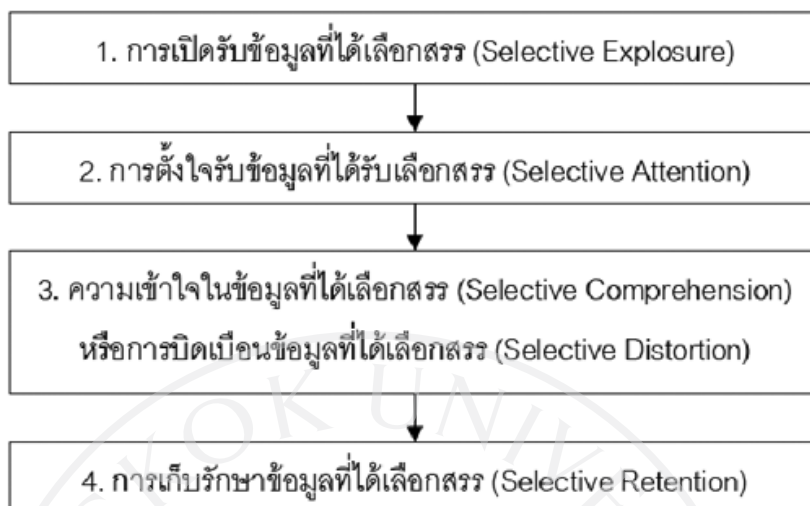 1. การเปิดรับข้อมูลที่ได้เลือกสรร (Selective Explosure)
2. การตั้งใจรับข้อมูลที่ได้รับเลือกสรร (Selective Attention)
3. ความเข้าใจในข้อมูลที่ได้เลือกสรร (Selective Comprehension)
หรือการบิดเบือนข้อมูลที่ได้เลือกสรร (Selective Distortion)
4. การเก็บรักษาข้อมูลที่ได้เลือกสรร (Selective Retention)